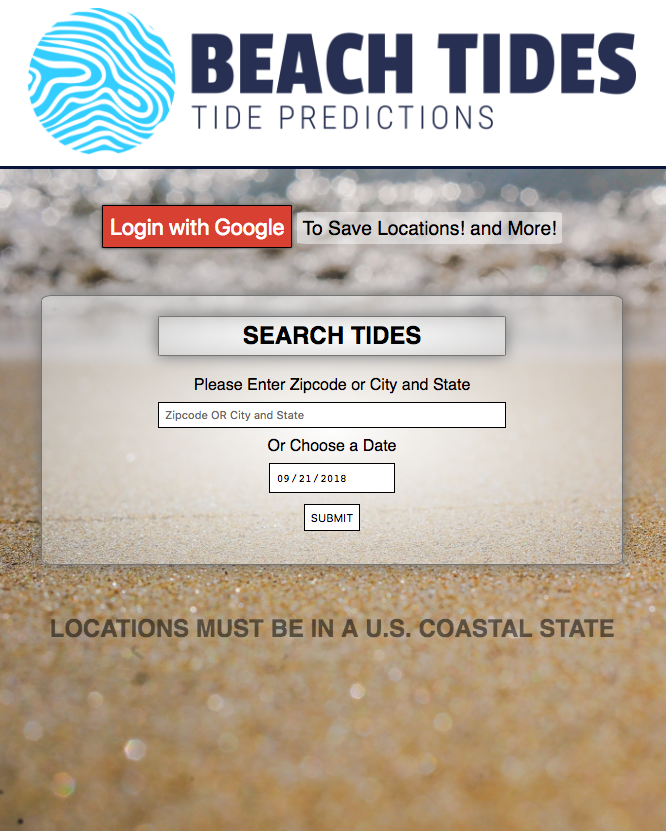 BEACH TIDES
TIDE PREDICTIONS
Login with Google To Save Locations! and More!
SEARCH TIDES
Please Enter Zipcode or City and State
Zipcode OR City and State
Or Choose a Date
09/21/2018
SUBMIT
LOCATIONS MUST BE IN A U.S. COASTAL STATE